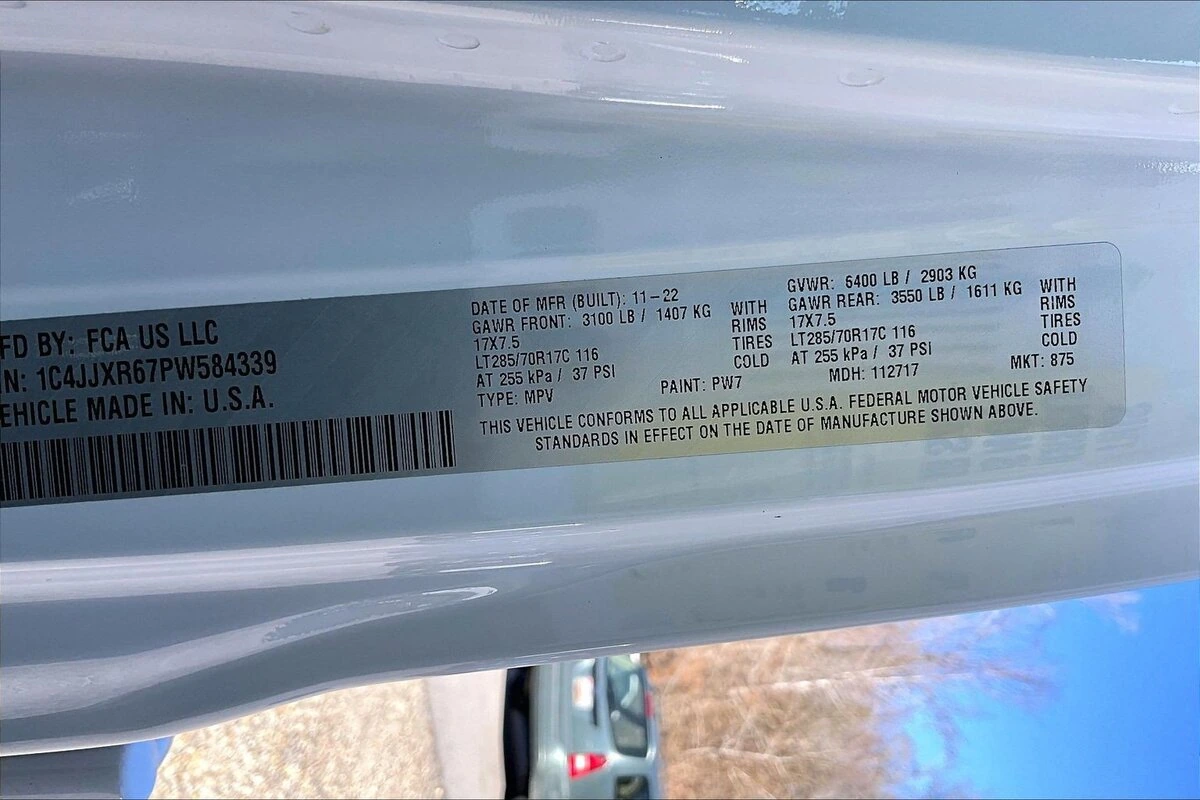 FD BY: FCA US LLC
N: 1C4JJXR67PW584339
EHICLE MADE IN: U.S.A.
DATE OF MFR (BUILT): 11-22
GAWR FRONT: 3100 LB / 1407 KG WITH
17X7.5 RIMS
LT285/70R17C 116 TIRES
AT 255 kPa / 37 PSI COLD
TYPE: MPV PAINT: PW7
GVWR: 6400 LB / 2903 KG
GAWR REAR: 3550 LB / 1611 KG WITH
17X7.5 RIMS
LT285/70R17C 116 TIRES
AT 255 kPa / 37 PSI COLD
MDH: 112717 MKT: 875
THIS VEHICLE CONFORMS TO ALL APPLICABLE U.S.A. FEDERAL MOTOR VEHICLE SAFETY
STANDARDS IN EFFECT ON THE DATE OF MANUFACTURE SHOWN ABOVE.